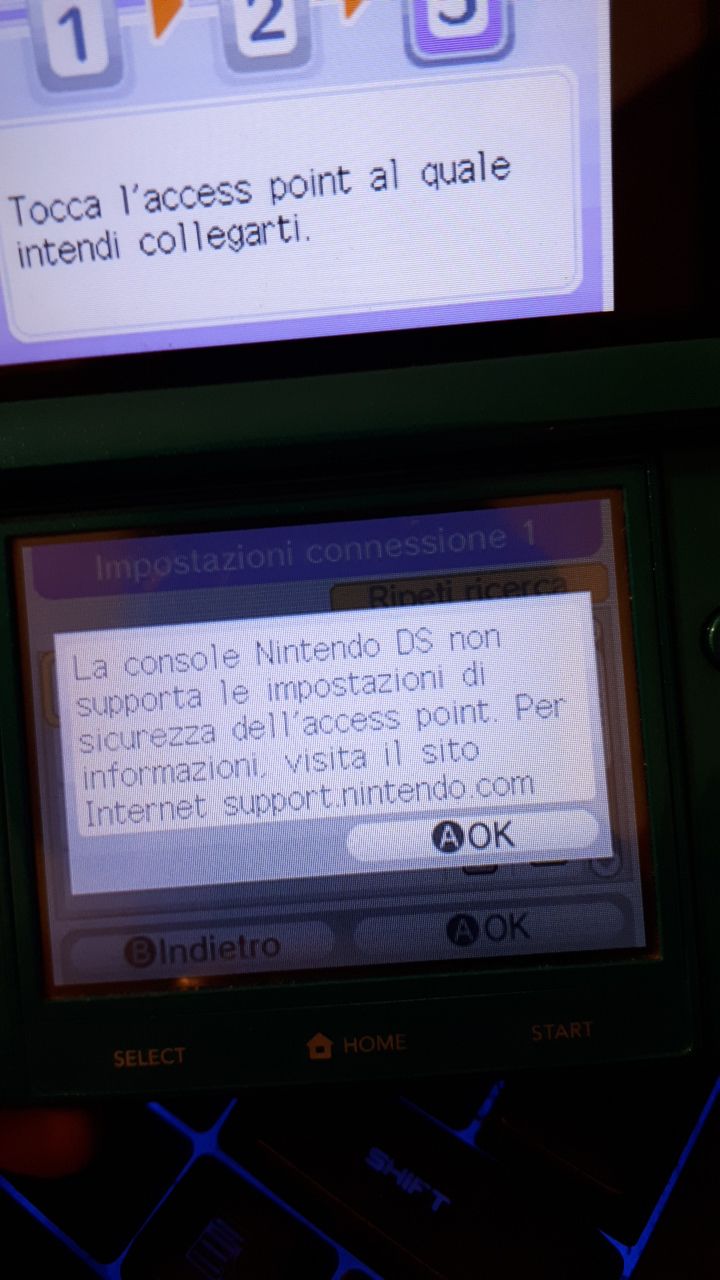 1 2 3
Tocca l'access point al quale
intendi collegarti.
Impostazioni connessione 1
Ripeti ricerca
La console Nintendo DS non
supporta le impostazioni di
sicurezza dell'access point. Per
informazioni, visita il sito
Internet support.nintendo.com
A OK
B Indietro A OK
SELECT HOME START
SHIFT